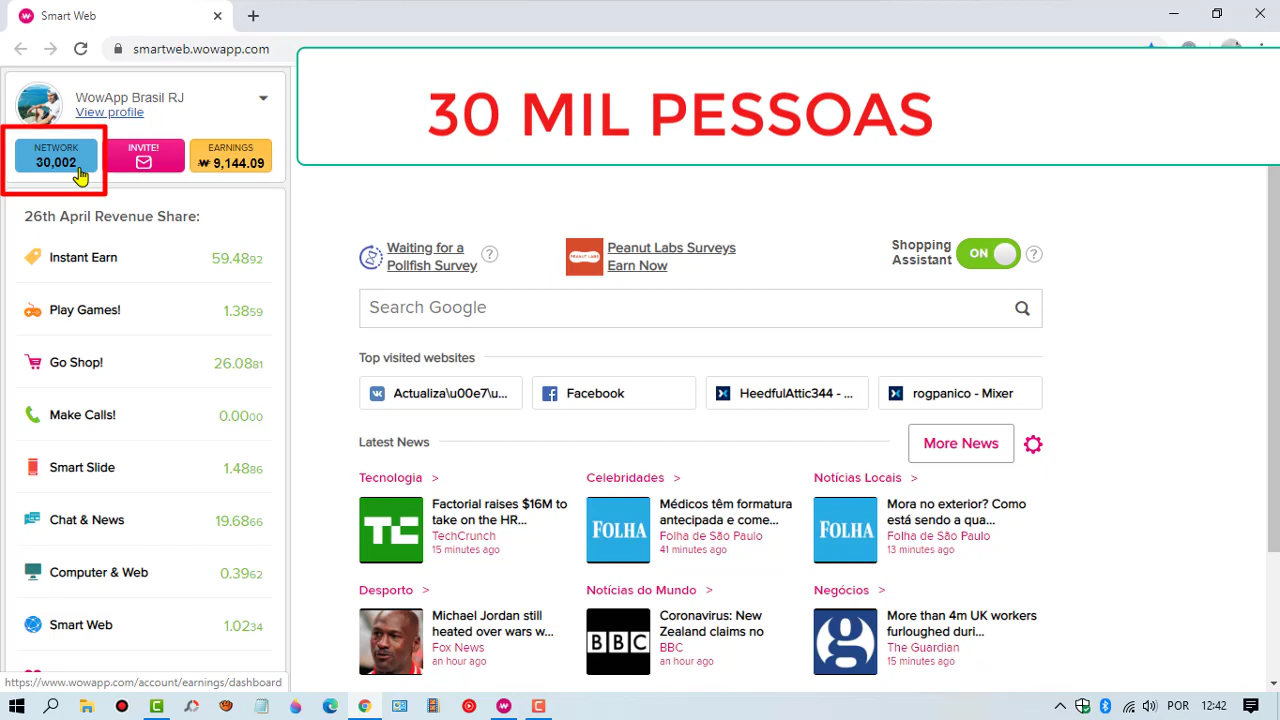 Smart Web
smartweb.wowapp.com
30 MIL PESSOAS
WowApp Brasil RJ
View profile
NETWORK
30,002
INVITE!
EARNINGS
9,144.09
26th April Revenue Share:
Instant Earn 59.4892
Play Games! 1.3859
Go Shop! 26.0881
Make Calls! 0.0000
Smart Slide 1.4886
Chat & News 19.6866
Computer & Web 0.3962
Smart Web 1.0234
Waiting for a
Pollfish Survey
?
PEANUT LABS
Peanut Labs Surveys
Earn Now
Shopping
Assistant
ON
?
Search Google
Top visited websites
Actualiza\u00e7\u...
Facebook
HeedfulAttic344 - ...
rogpanico - Mixer
Latest News
More News
Tecnologia >
TC
Factorial raises $16M to
take on the HR...
TechCrunch
15 minutes ago
Celebridades >
FOLHA
Médicos têm formatura
antecipada e come...
Folha de São Paulo
41 minutes ago
Notícias Locais >
FOLHA
Mora no exterior? Como
está sendo a qua...
Folha de São Paulo
13 minutes ago
Desporto >
Michael Jordan still
heated over wars w...
Fox News
an hour ago
Notícias do Mundo >
BBC
Coronavirus: New
Zealand claims no
BBC
an hour ago
Negócios >
g
More than 4m UK workers
furloughed duri...
The Guardian
15 minutes ago
https://www.wowapp.com/account/earnings/dashboard
POR 12:42